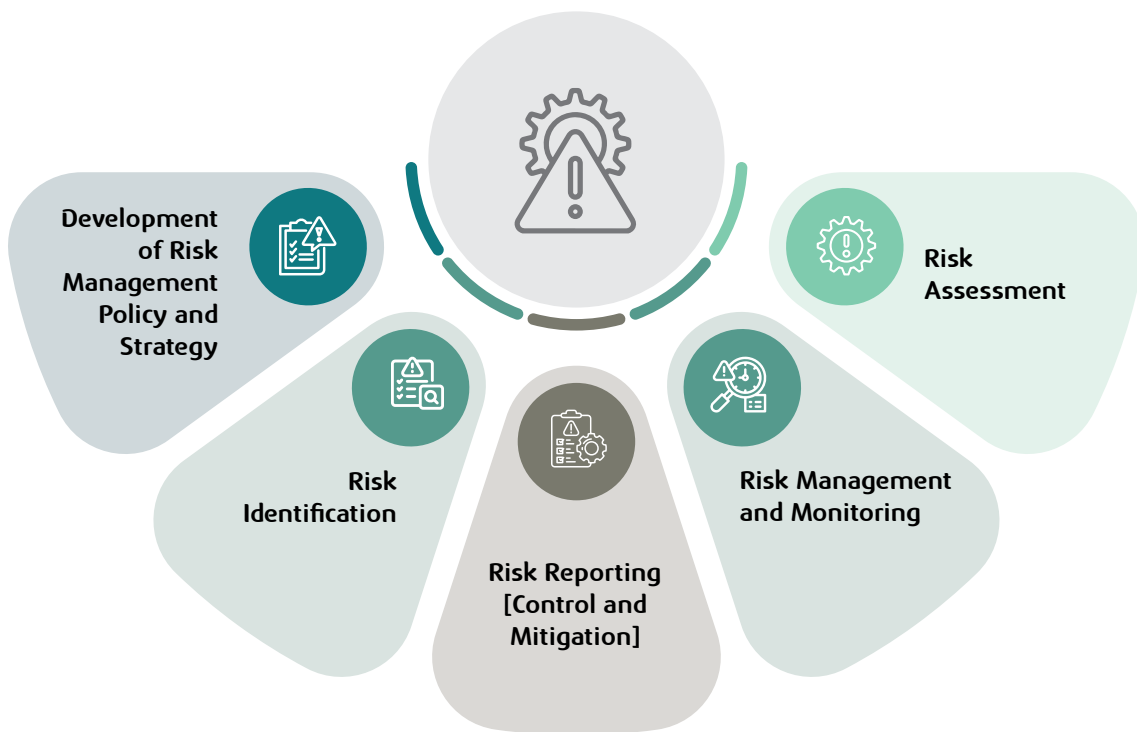 Development
of Risk
Management
Policy and
Strategy
Risk
Identification
Risk Reporting
[Control and
Mitigation]
Risk Management
and Monitoring
Risk
Assessment